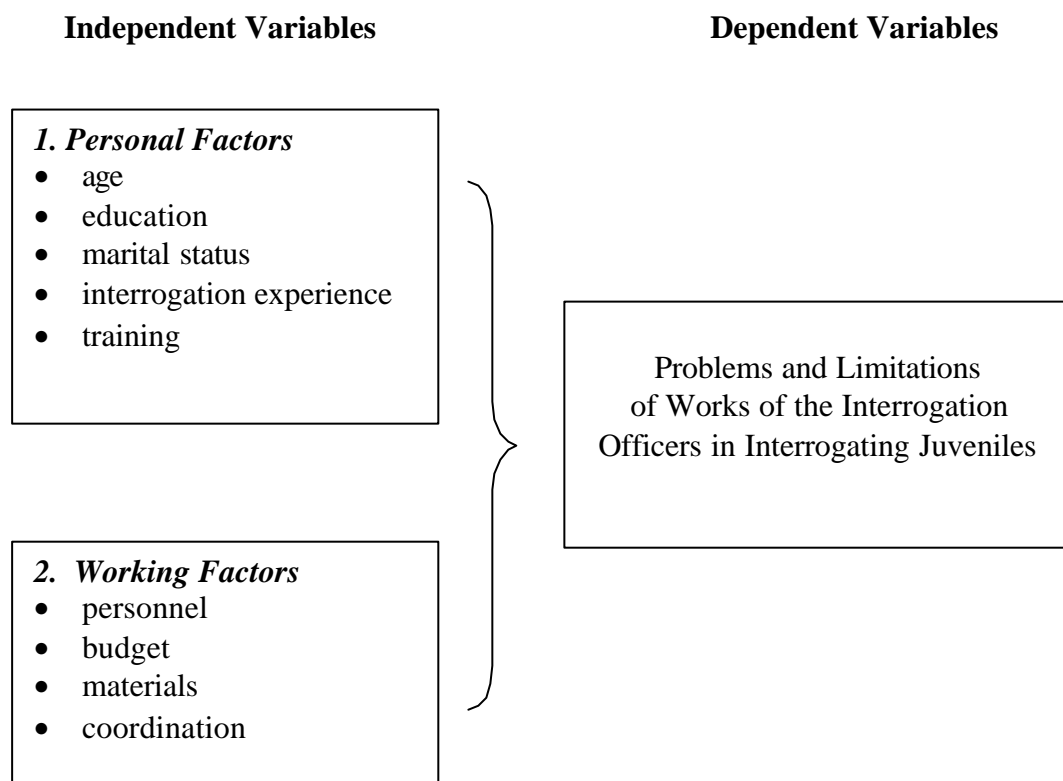 Independent Variables
Dependent Variables
1. Personal Factors
• age
• education
• marital status
• interrogation experience
• training
Problems and Limitations
of Works of the Interrogation
Officers in Interrogating Juveniles
2. Working Factors
• personnel
• budget
• materials
• coordination